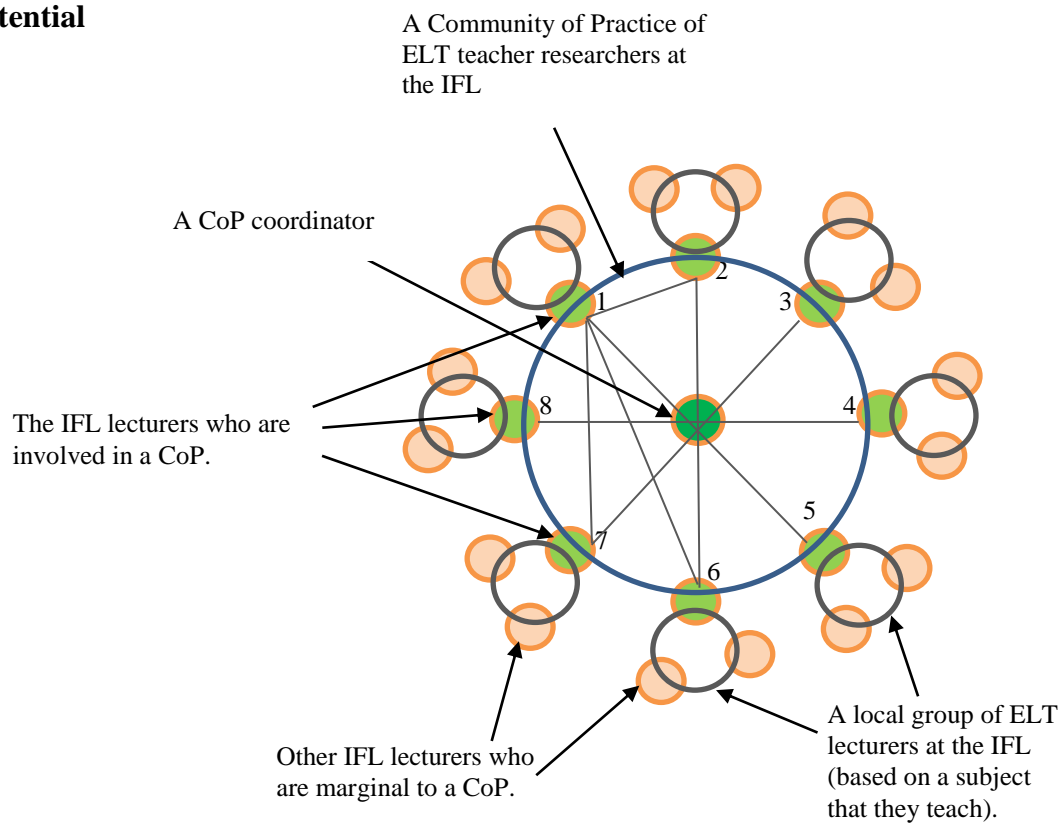 tential
A Community of Practice of
ELT teacher researchers at
the IFL
A CoP coordinator
2
1
3
8
4
The IFL lecturers who are
involved in a CoP.
5
7
6
A local group of ELT
lecturers at the IFL
(based on a subject
that they teach).
Other IFL lecturers who
are marginal to a CoP.